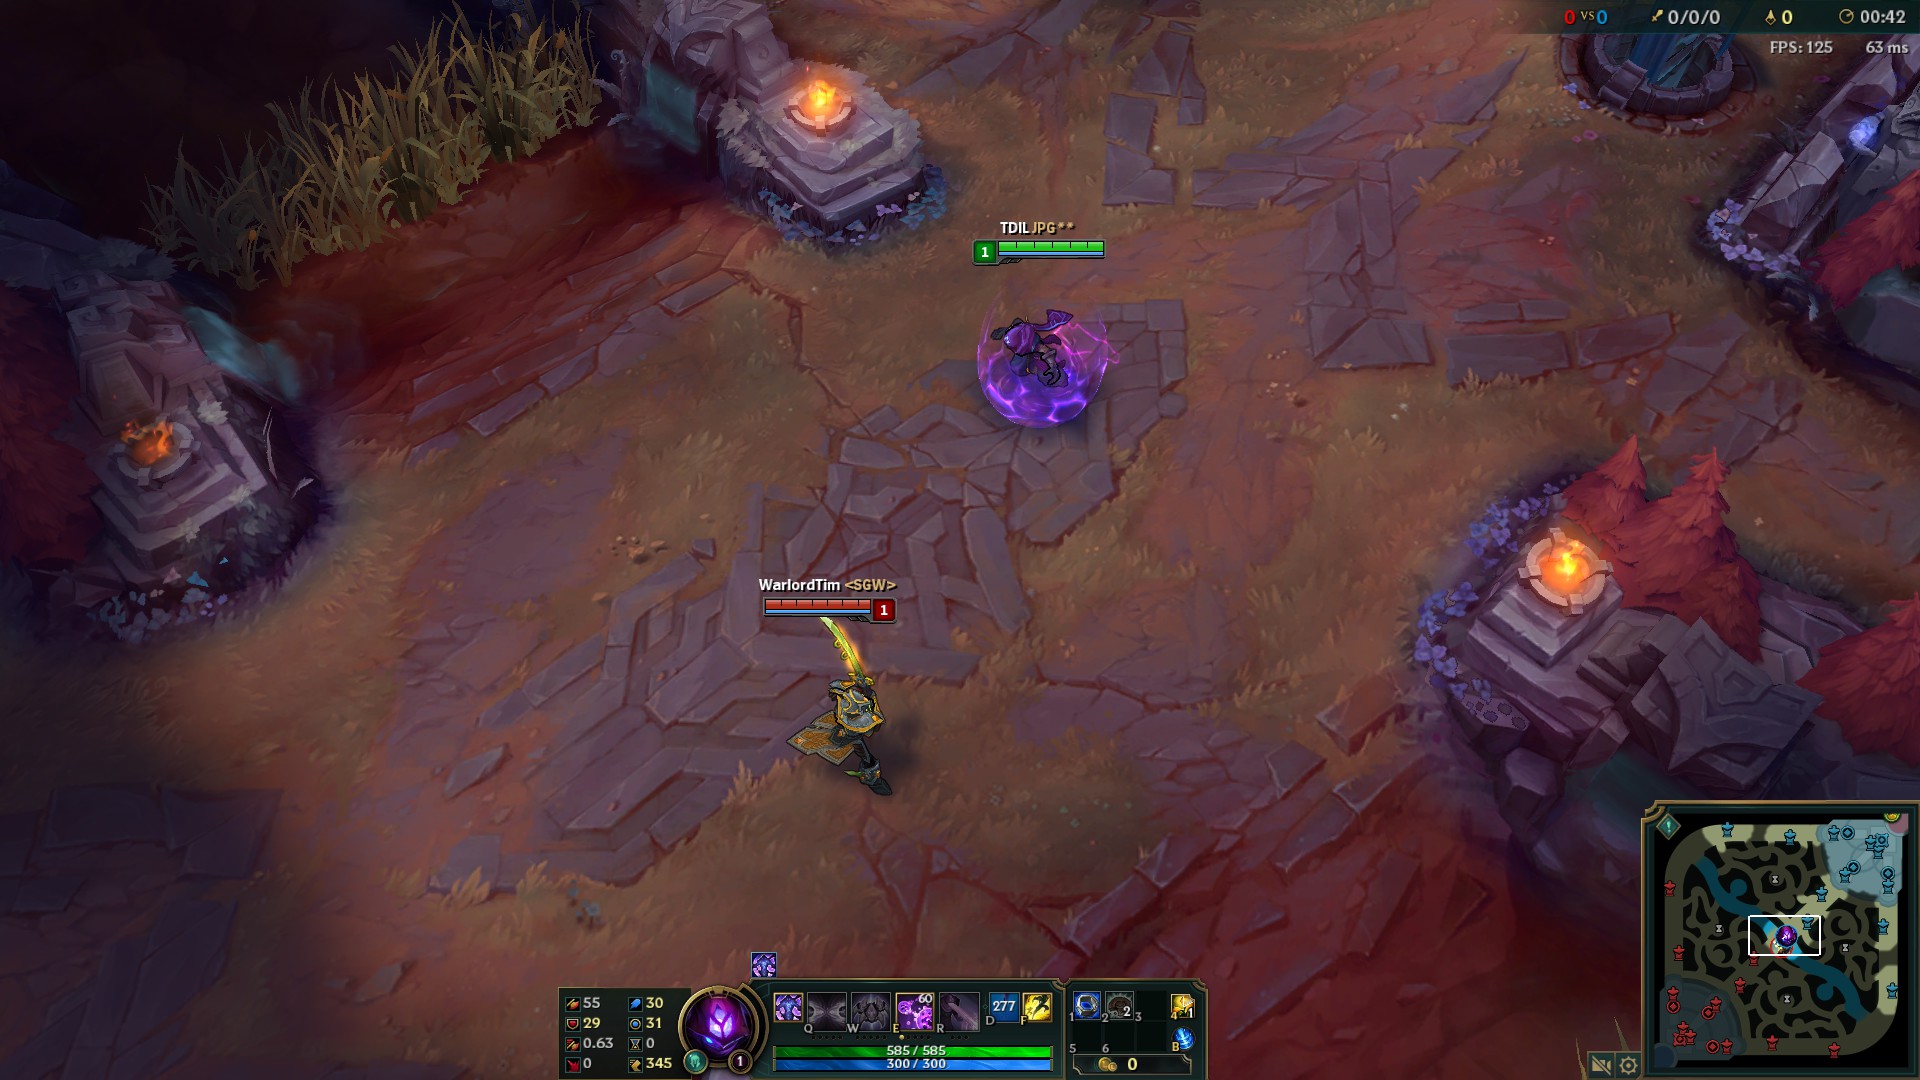 0 VS 0 0/0/0 0 00:42
FPS: 125 63 ms
TDIL JPG**
1
WarlordTim <SGW>
1
55 30
29 31
0.63 0
0 345
1
60
277
Q W E R D F
585 / 585
300 / 300
2 1
1 2 3 4
5 6 B
0